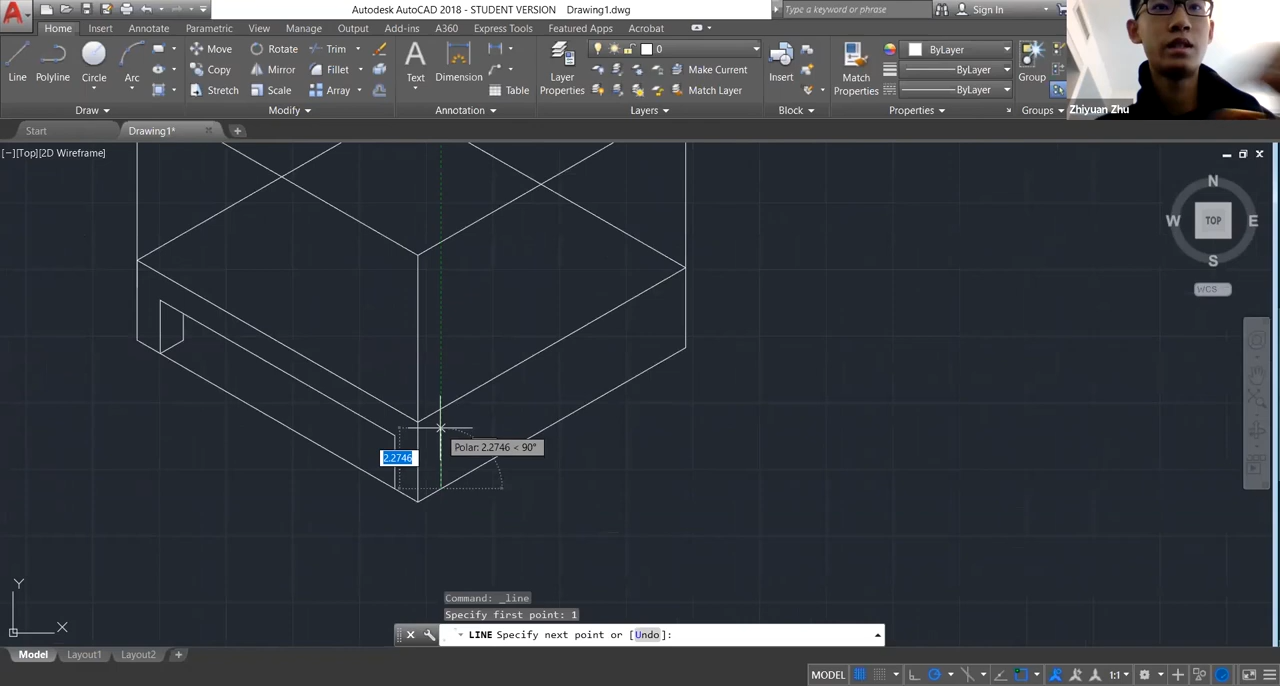 Autodesk AutoCAD 2018 - STUDENT VERSION Drawing1.dwg
Type a keyword or phrase
Sign In
Home Insert Annotate Parametric View Manage Output Add-ins A360 Express Tools Featured Apps Acrobat
Move Rotate Trim
Copy Mirror Fillet
Stretch Scale Array
Line Polyline Circle Arc
Text Dimension Table
Layer Properties
0
Make Current
Match Layer
Insert
Match Properties
ByLayer
ByLayer
ByLayer
Group
Draw Modify Annotation Layers Block Properties Groups
Zhiyuan Zhu
Start Drawing1*
[−][Top][2D Wireframe]
N
W TOP E
S
WCS
Polar: 2.2746 < 90°
2.2746
Y
X
Command: _line
Specify first point: 1
LINE Specify next point or [Undo]:
Model Layout1 Layout2
MODEL 1:1